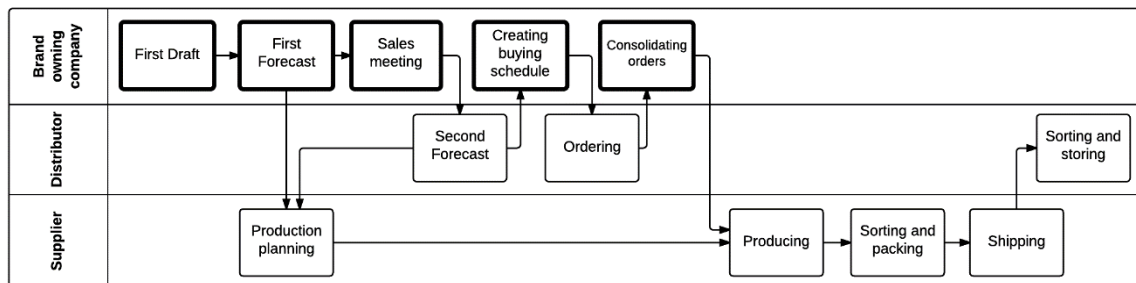 Brand
owning
company
First Draft
First
Forecast
Sales
meeting
Creating
buying
schedule
Consolidating
orders
Distributor
Second
Forecast
Ordering
Sorting and
storing
Supplier
Production
planning
Producing
Sorting and
packing
Shipping